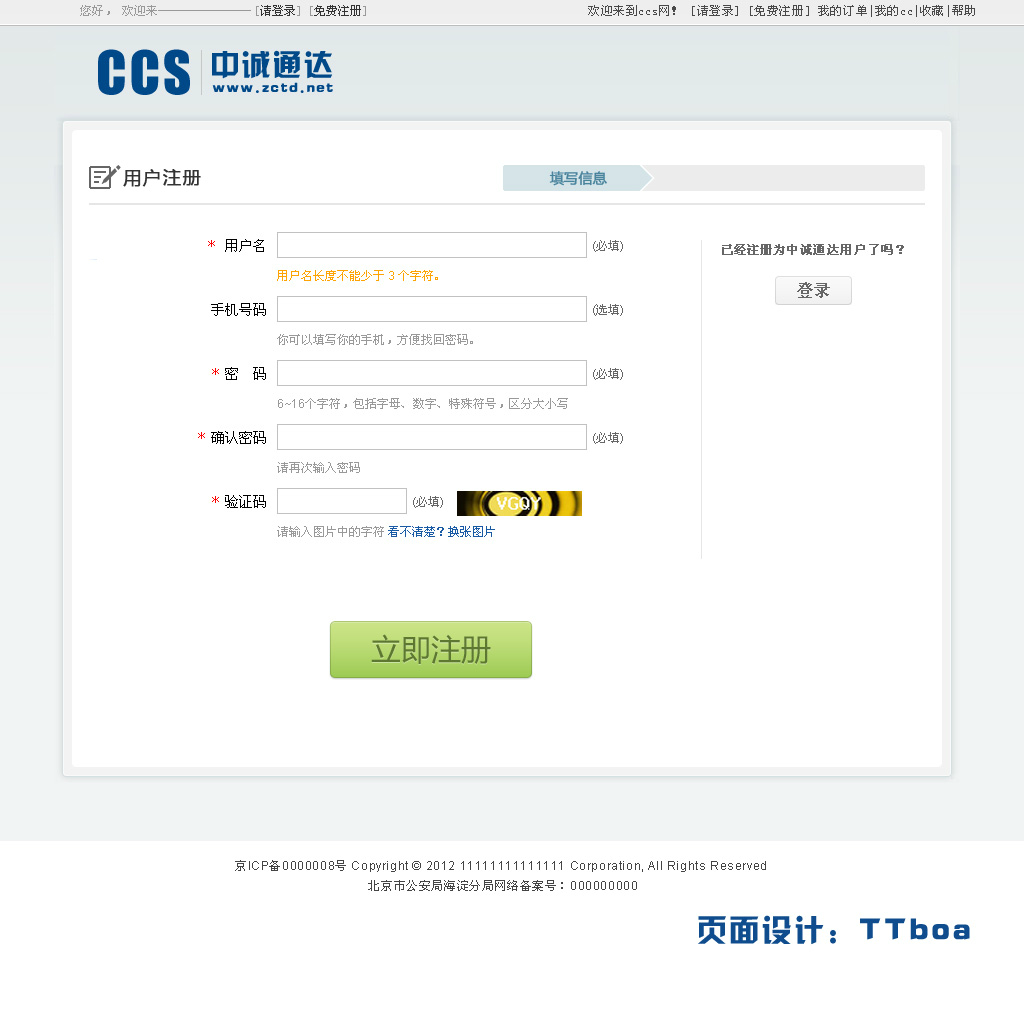 您好， 欢迎来———————— [请登录] [免费注册] 欢迎来到ccs网！ [请登录] [免费注册] 我的订单|我的cc|收藏|帮助
CCS 中诚通达
www.zctd.net
用户注册 填写信息
* 用户名 (必填) 已经注册为中诚通达用户了吗？
用户名长度不能少于 3 个字符。 登录
手机号码 (选填)
你可以填写你的手机，方便找回密码。
* 密 码 (必填)
6~16个字符，包括字母、数字、特殊符号，区分大小写
* 确认密码 (必填)
请再次输入密码
* 验证码 (必填) VGQY
请输入图片中的字符 看不清楚？换张图片
立即注册
京ICP备0000008号 Copyright © 2012 11111111111111 Corporation, All Rights Reserved
北京市公安局海淀分局网络备案号：000000000
页面设计：TTboa